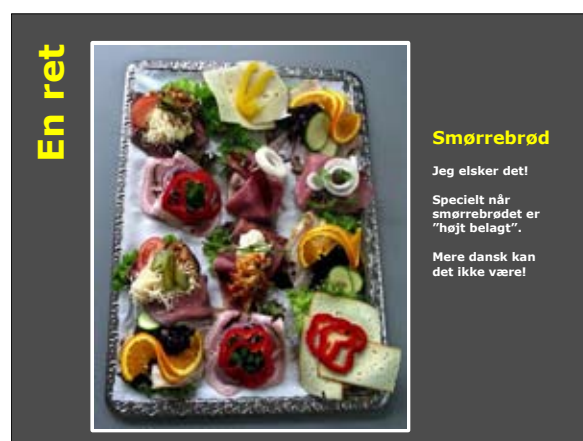 En ret
Smørrebrød
Jeg elsker det!
Specielt når
smørrebrødet er
”højt belagt”.
Mere dansk kan
det ikke være!